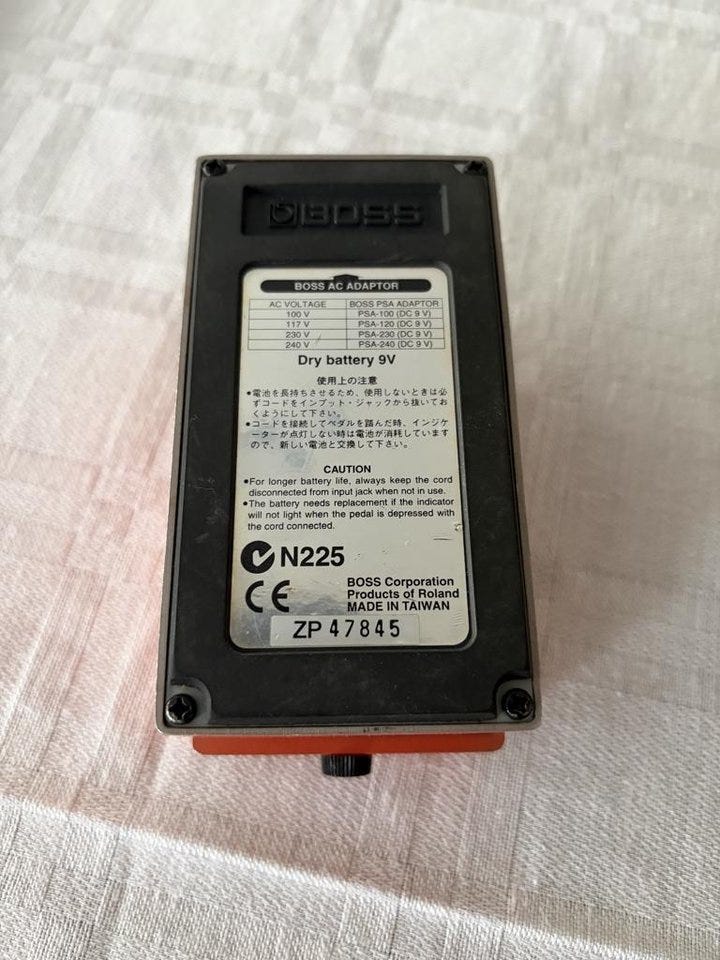 BOSS
BOSS AC ADAPTOR
AC VOLTAGE BOSS PSA ADAPTOR
100 V PSA-100 (DC 9 V)
117 V PSA-120 (DC 9 V)
230 V PSA-230 (DC 9 V)
240 V PSA-240 (DC 9 V)
Dry battery 9V
使用上の注意
●電池を長持ちさせるため、使用しないときは必
ずコードをインプット・ジャックから抜いてお
くようにして下さい。
●コードを接続してペダルを踏んだ時、インジケ
ーターが点灯しない時は電池が消耗しています
ので、新しい電池と交換して下さい。
CAUTION
●For longer battery life, always keep the cord
disconnected from input jack when not in use.
●The battery needs replacement if the indicator
will not light when the pedal is depressed with
the cord connected.
N225
CE
BOSS Corporation
Products of Roland
MADE IN TAIWAN
ZP 47845